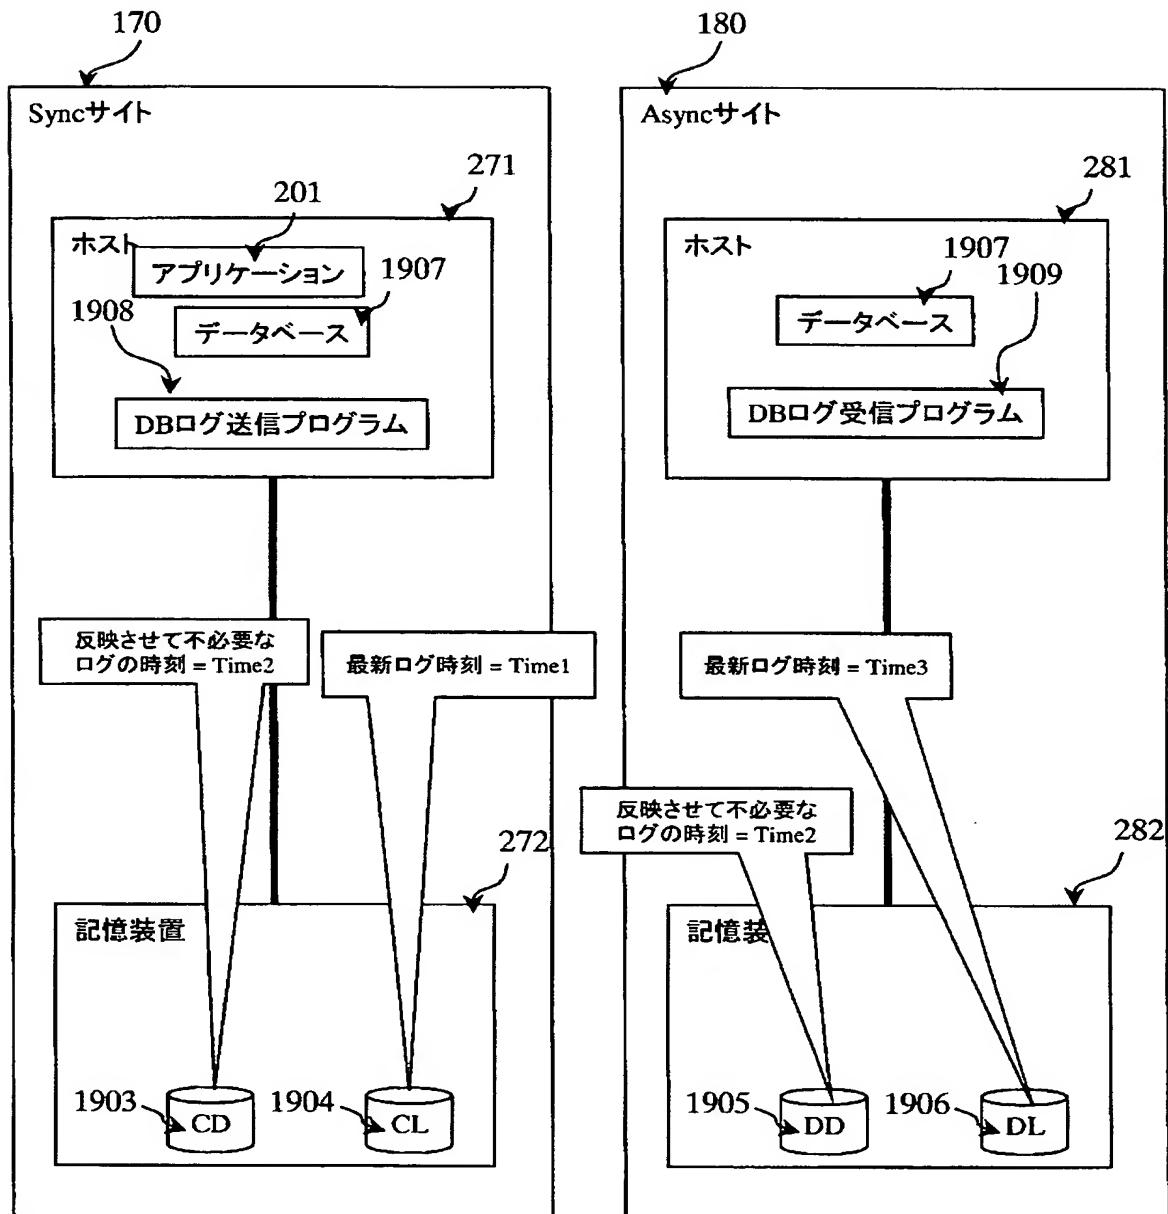 170
Syncサイト
271
201
ホスト
アプリケーション
1907
1908
データベース
DBログ送信プログラム
反映させて不必要な
ログの時刻 = Time2
最新ログ時刻 = Time1
272
記憶装置
1903
CD
1904
CL
180
Asyncサイト
281
ホスト
1907
1909
データベース
DBログ受信プログラム
最新ログ時刻 = Time3
反映させて不必要な
ログの時刻 = Time2
282
記憶装
1905
DD
1906
DL